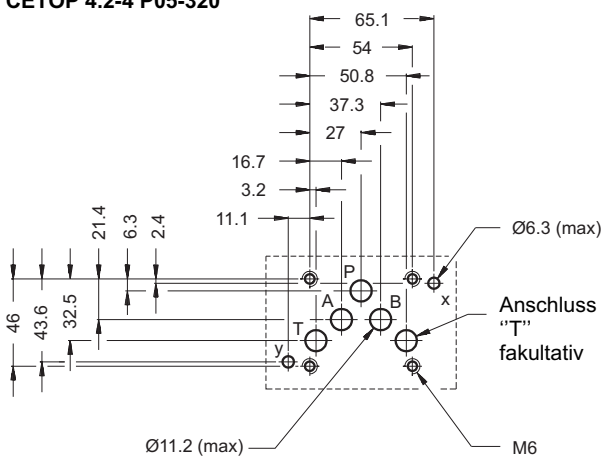 CETOP 4.2-4 P05-320
65.1
54
50.8
37.3
27
16.7
3.2
11.1
21.4
6.3
2.4
Ø6.3 (max)
P
x
A
B
T
y
46
43.6
32.5
Anschluss
‘‘T’’
fakultativ
Ø11.2 (max)
M6